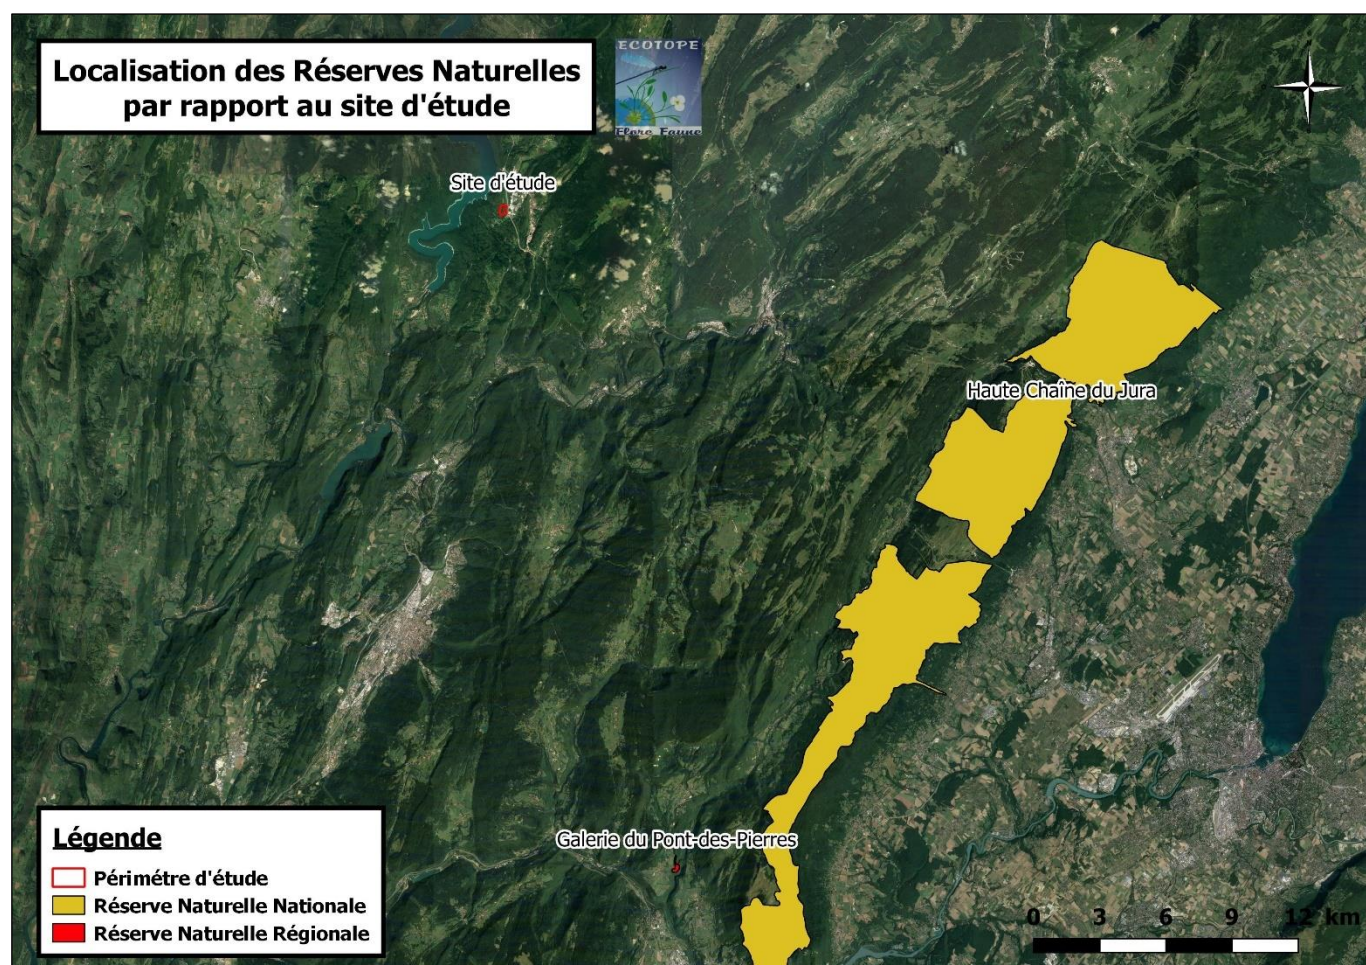 Localisation des Réserves Naturelles
par rapport au site d'étude
ECOTOPE
Flore Faune
Site d'étude
Haute Chaîne du Jura
Galerie du Pont-des-Pierres
Légende
Périmétre d'étude
Réserve Naturelle Nationale
Réserve Naturelle Régionale
0 3 6 9 12 km